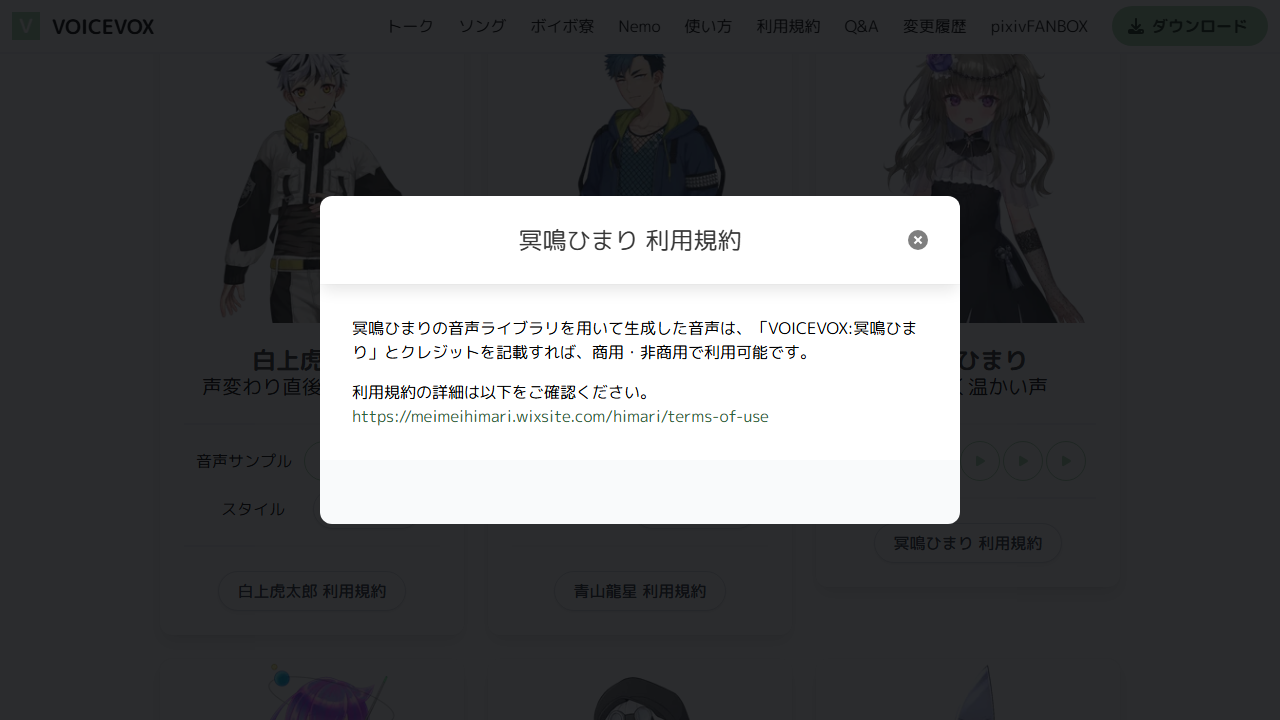 VOICEVOX
トーク ソング ボイボ寮 Nemo 使い方 利用規約 Q&A 変更履歴 pixivFANBOX ダウンロード
冥鳴ひまり 利用規約
冥鳴ひまりの音声ライブラリを用いて生成した音声は、「VOICEVOX:冥鳴ひま
り」とクレジットを記載すれば、商用・非商用で利用可能です。
利用規約の詳細は以下をご確認ください。
https://meimeihimari.wixsite.com/himari/terms-of-use
白上虎
声変わり直後
音声サンプル
スタイル
白上虎太郎 利用規約
青山龍星 利用規約
ひまり
温かい声
冥鳴ひまり 利用規約